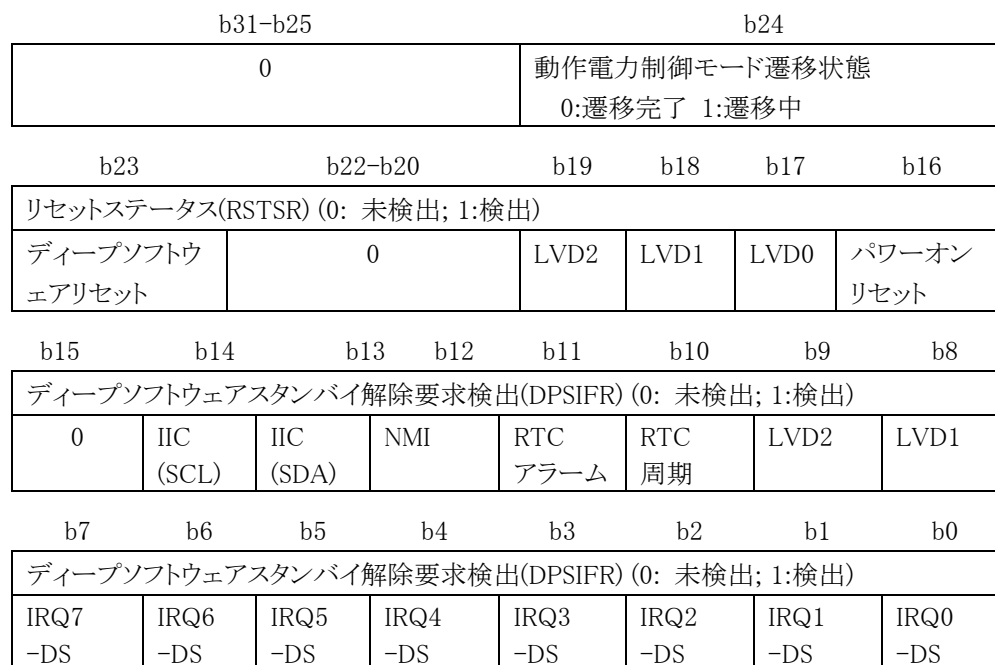 b31-b25 b24
0 動作電力制御モード遷移状態
0:遷移完了 1:遷移中
b23 b22-b20 b19 b18 b17 b16
リセットステータス(RSTSR) (0: 未検出; 1:検出)
ディープソフトウ 0 LVD2 LVD1 LVD0 パワーオン
ェアリセット リセット
b15 b14 b13 b12 b11 b10 b9 b8
ディープソフトウェアスタンバイ解除要求検出(DPSIFR) (0: 未検出; 1:検出)
0 IIC IIC NMI RTC RTC LVD2 LVD1
(SCL) (SDA) アラーム 周期
b7 b6 b5 b4 b3 b2 b1 b0
ディープソフトウェアスタンバイ解除要求検出(DPSIFR) (0: 未検出; 1:検出)
IRQ7 IRQ6 IRQ5 IRQ4 IRQ3 IRQ2 IRQ1 IRQ0
-DS -DS -DS -DS -DS -DS -DS -DS